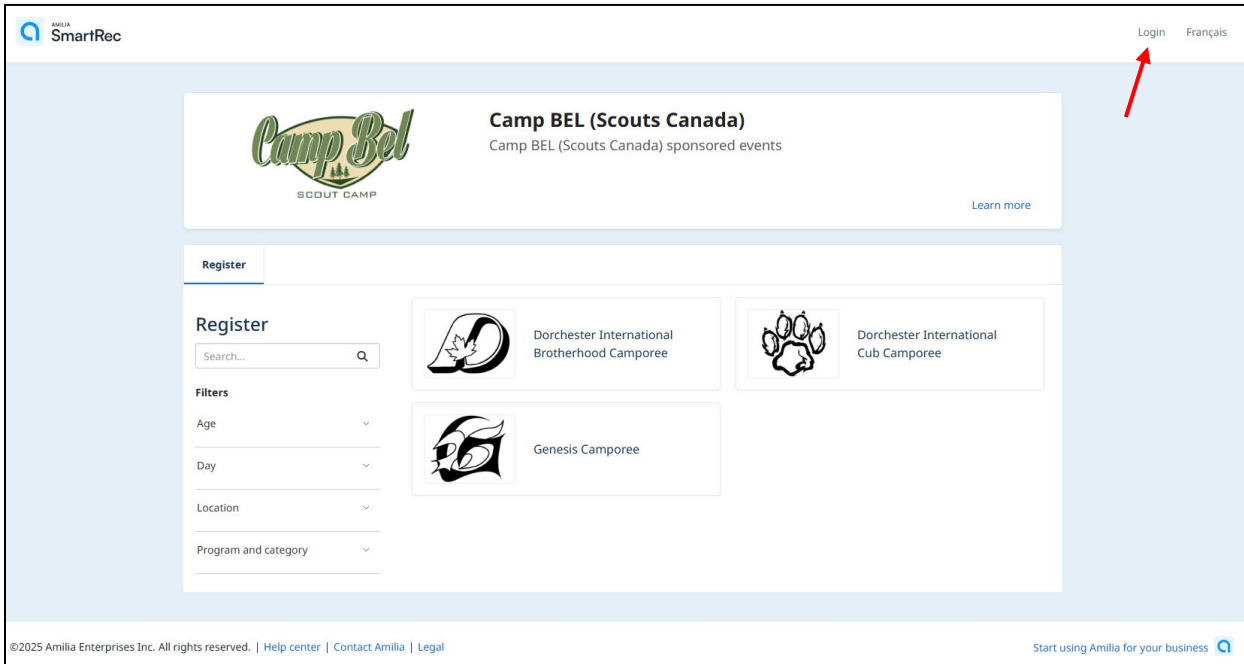 AMILIA
SmartRec
Login Français
Camp Bel
SCOUT CAMP
Camp BEL (Scouts Canada)
Camp BEL (Scouts Canada) sponsored events
Learn more
Register
Register
Search...
Filters
Age
Day
Location
Program and category
Dorchester International
Brotherhood Camporee
Dorchester International
Cub Camporee
Genesis Camporee
©2025 Amilia Enterprises Inc. All rights reserved. | Help center | Contact Amilia | Legal
Start using Amilia for your business